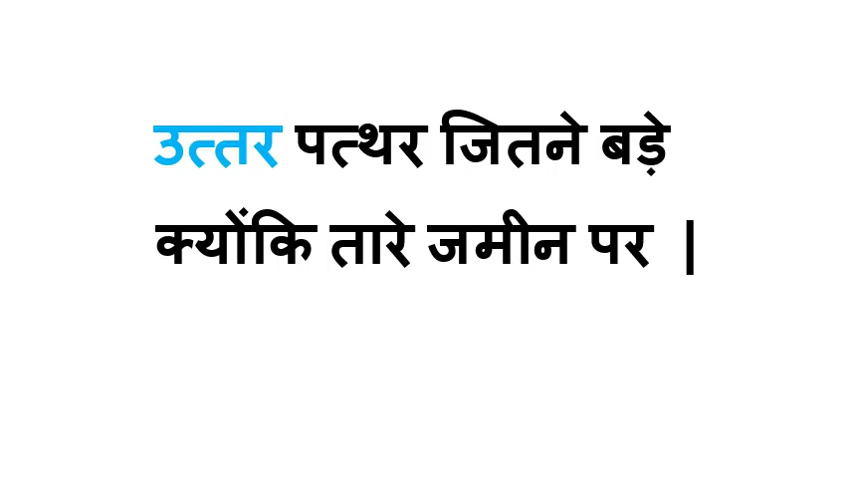 उत्तर पत्थर जितने बड़े
क्योंकि तारे जमीन पर |